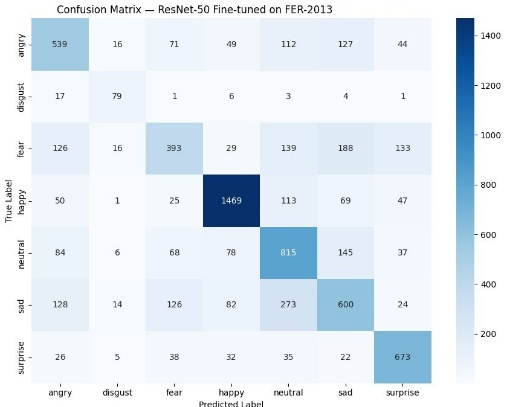 Confusion Matrix — ResNet-50 Fine-tuned on FER-2013
angry 539 16 71 49 112 127 44
disgust 17 79 1 6 3 4 1
fear 126 16 393 29 139 188 133
happy 50 1 25 1469 113 69 47
neutral 84 6 68 78 815 145 37
sad 128 14 126 82 273 600 24
surprise 26 5 38 32 35 22 673
angry disgust fear happy neutral sad surprise
True Label
Predicted Label
1400
1200
1000
800
600
400
200